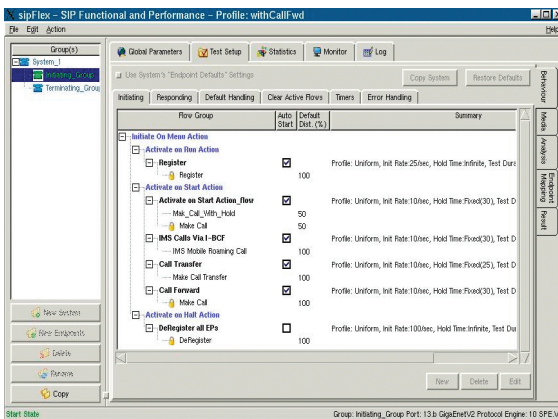 sipFlex – SIP Functional and Performance – Profile: withCallFwd
File Edit Action Help
Group(s)
System_1
Initiating_Group
Terminating_Grou
Global Parameters Test Setup Statistics Monitor Log
Use System's "Endpoint Defaults" Settings Copy System Restore Defaults
Initiating Responding Default Handling Clear Active Flows Timers Error Handling
Flow Group Auto Start Default Dist. (%) Summary
Initiate On Menu Action
Activate on Run Action
Register Profile: Uniform, Init Rate:25/sec, Hold Time:Infinite, Test Dura
Register 100
Activate on Start Action
Activate on Start Action_flow Profile: Uniform, Init Rate:10/sec, Hold Time:Fixed(30), Test D
Mak_Call_With_Hold 50
Make Call 50
IMS Calls Via I-BCF Profile: Uniform, Init Rate:10/sec, Hold Time:Fixed(30), Test D
IMS Mobile Roaming Call 100
Call Transfer Profile: Uniform, Init Rate:10/sec, Hold Time:Fixed(25), Test D
Make Call Transfer 100
Call Forward Profile: Uniform, Init Rate:10/sec, Hold Time:Fixed(30), Test D
Make Call 100
Activate on Halt Action
DeRegister all EPs Profile: Uniform, Init Rate:100/sec, Hold Time:Infinite, Test Du
DeRegister 100
Behaviour
Media
Analysis
Endpoint Mapping
Result
New System
New Endpoints
Delete
Rename
Copy
New Delete Edit
Start State Group: Initiating_Group Port: 13.b GigaEnetV2 Protocol Engine: 10 SPE.V